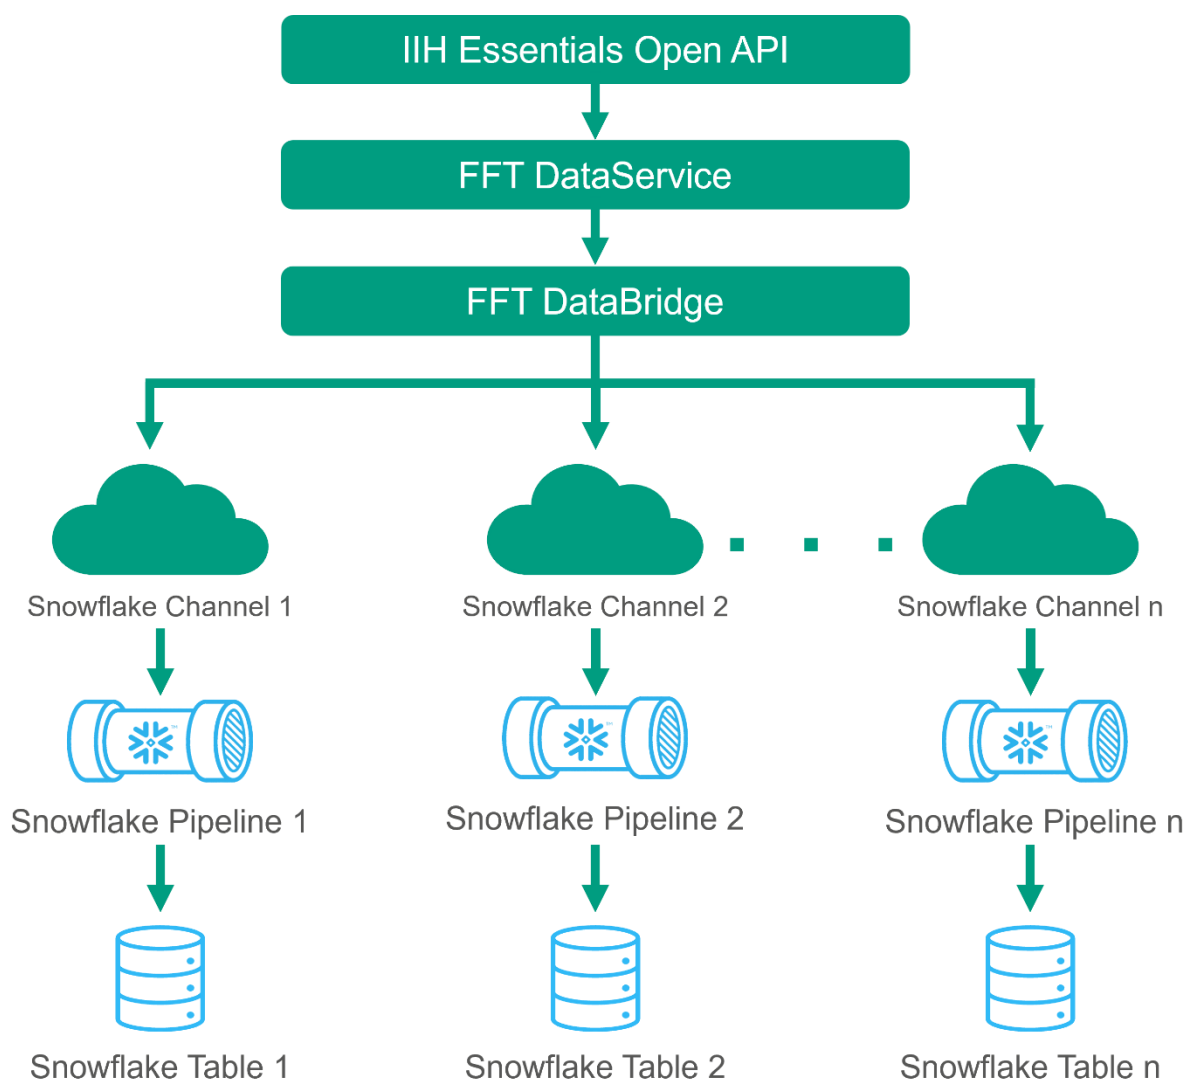 IIH Essentials Open API
FFT DataService
FFT DataBridge
Snowflake Channel 1
Snowflake Channel 2
Snowflake Channel n
Snowflake Pipeline 1
Snowflake Pipeline 2
Snowflake Pipeline n
Snowflake Table 1
Snowflake Table 2
Snowflake Table n